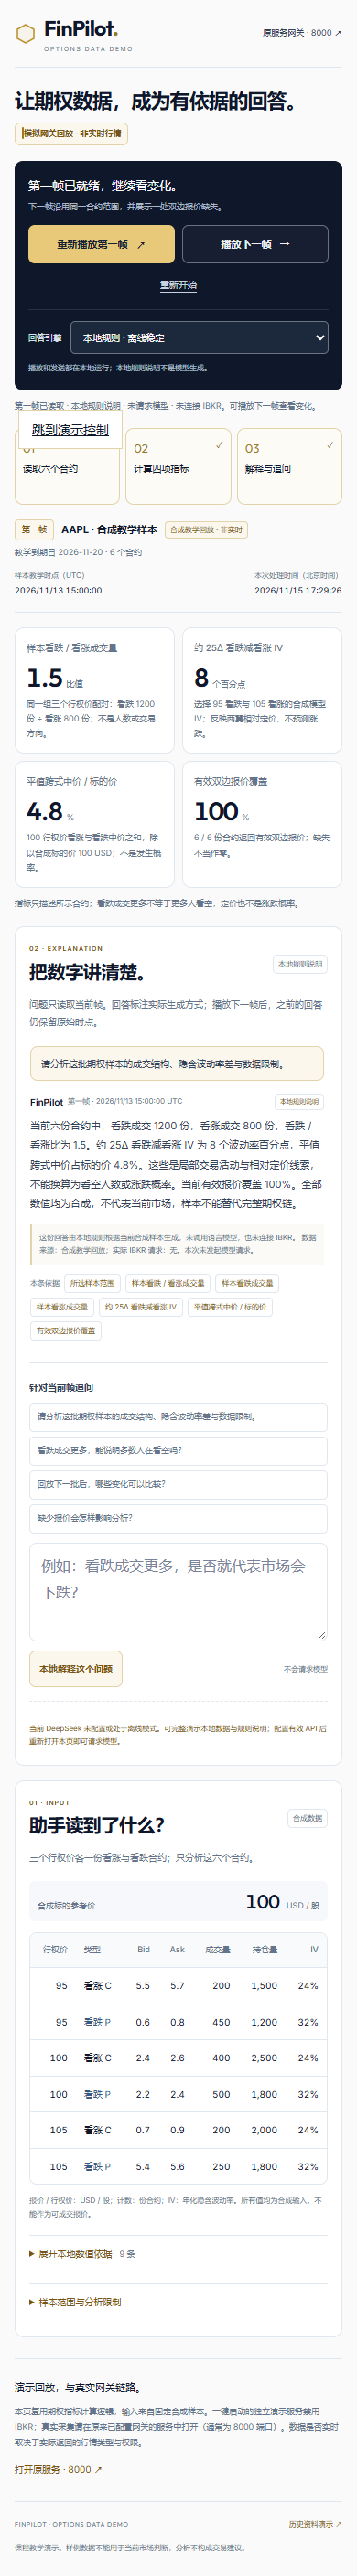 FinPilot.
OPTIONS DATA DEMO
原服务网关 · 8000 ↗
让期权数据，成为有依据的回答。
模拟网关回放 · 非实时行情
第一帧已就绪，继续看变化。
下一帧沿用同一合约范围，并展示一处双边报价缺失。
重新播放第一帧 ↗
播放下一帧 →
重新开始
回答引擎
本地规则 · 离线稳定
播放和发送都在本地运行；本地规则说明不是模型生成。
第一帧已读取 · 本地规则说明 · 未请求模型 · 未连接 IBKR。可播放下一帧查看变化。
跳到演示控制
01
读取六个合约
02 ✓
计算四项指标
03 ✓
解释与追问
第一帧 AAPL · 合成教学样本 合成教学回放 · 非实时
教学到期日 2026-11-20 · 6 个合约
样本教学时点（UTC）
2026/11/13 15:00:00
本次处理时间（北京时间）
2026/11/15 17:29:26
样本看跌 / 看涨成交量
1.5 比值
同一组三个行权价配对：看跌 1200
份 ÷ 看涨 800 份；不是人数或交易
方向。
约 25Δ 看跌减看涨 IV
8 个百分点
选择 95 看跌与 105 看涨的合成模型
IV；反映两翼相对定价，不预测涨
跌。
平值跨式中价 / 标的价
4.8 %
100 行权价看涨与看跌中价之和，除
以合成标的价 100 USD；不是发生概
率。
有效双边报价覆盖
100 %
6 / 6 份合约返回有效双边报价；缺失
不当作零。
指标只描述所示合约；看跌成交更多不等于更多人看空，定价也不是涨跌概率。
02 · EXPLANATION
把数字讲清楚。
本地规则说明
问题只读取当前帧。回答标注实际生成方式；播放下一帧后，之前的回答
仍保留原始时点。
请分析这批期权样本的成交结构、隐含波动率差与数据限制。
FinPilot 第一帧 · 2026/11/13 15:00:00 UTC
本地规则说明
当前六份合约中，看跌成交 1200 份，看涨成交 800 份，看跌 /
看涨比为 1.5。约 25Δ 看跌减看涨 IV 为 8 个波动率百分点，平值
跨式中价占标的价 4.8%。这些是局部交易活动与相对定价线索，
不能换算为看空人数或涨跌概率。当前有效报价覆盖 100%。全部
数值均为合成，不代表当前市场；样本不能替代完整期权链。
这份回答由本地规则根据当前合成样本生成，未调用语言模型，也未连接 IBKR。 数据
来源：合成教学回放；实际 IBKR 请求：无。本次未发起模型请求。
本条依据 所选样本范围 样本看跌 / 看涨成交量 样本看跌成交量
样本看涨成交量 约 25Δ 看跌减看涨 IV 平值跨式中价 / 标的价
有效双边报价覆盖
针对当前帧追问
请分析这批期权样本的成交结构、隐含波动率差与数据限制。
看跌成交更多，能说明多数人在看空吗？
回放下一批后，哪些变化可以比较？
缺少报价会怎样影响分析？
例如：看跌成交更多，是否就代表市场会
下跌？
本地解释这个问题
不会请求模型
当前 DeepSeek 未配置或处于离线模式。可完整演示本地数据与规则说明；配置有效 API 后
重新打开本页即可请求模型。
01 · INPUT
助手读到了什么？
合成数据
三个行权价各一份看涨与看跌合约；只分析这六个合约。
合成标的参考价 100 USD / 股
行权价 类型 Bid Ask 成交量 持仓量 IV
95 看涨 C 5.5 5.7 200 1,500 24%
95 看跌 P 0.6 0.8 450 1,200 32%
100 看涨 C 2.4 2.6 400 2,500 24%
100 看跌 P 2.2 2.4 500 1,800 32%
105 看涨 C 0.7 0.9 200 2,000 24%
105 看跌 P 5.4 5.6 250 1,800 32%
报价 / 行权价：USD / 股；计数：份合约；IV：年化隐含波动率。所有值均为合成输入，不
能作为可成交报价。
▶ 展开本地数值依据 9 条
▶ 样本范围与分析限制
演示回放，与真实网关链路。
本页复用期权指标计算逻辑，输入来自固定合成样本。一键启动的独立演示服务禁用
IBKR；真实采集请在原来已配置网关的服务中打开（通常为 8000 端口）。数据是否实时
取决于实际返回的行情类型与权限。
打开原服务 · 8000 ↗
FINPILOT · OPTIONS DATA DEMO
历史资料演示 ↗
课程教学演示。样例数据不能用于当前市场判断，分析不构成交易建议。